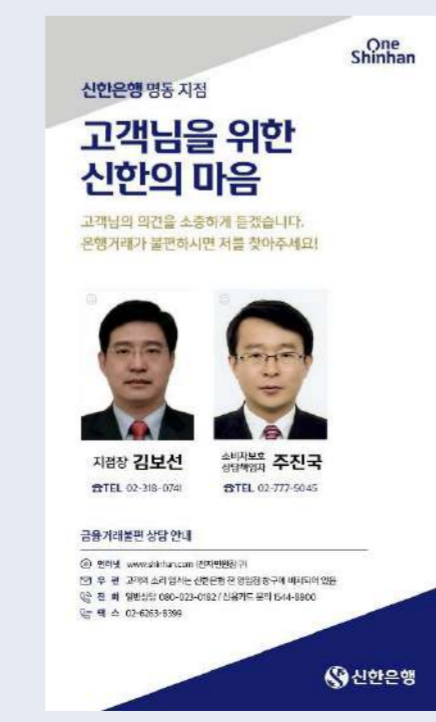 One
Shinhan
신한은행 명동 지점
고객님을 위한
신한의 마음
고객님의 의견을 소중하게 듣겠습니다.
은행거래가 불편하시면 저를 찾아주세요!
지점장 김보선
소비자보호
상담책임자 주진국
☎TEL 02-318-0741
☎TEL 02-777-5045
금융거래불편 상담 안내
인터넷 www.shinhan.com (전자민원창구)
우 편 고객의 소리 엽서는 신한은행 전 영업점 창구에 비치되어 있음
전 화 일반상담 080-023-0182 / 신용카드 문의 1544-8800
팩 스 02-6263-8399
신한은행